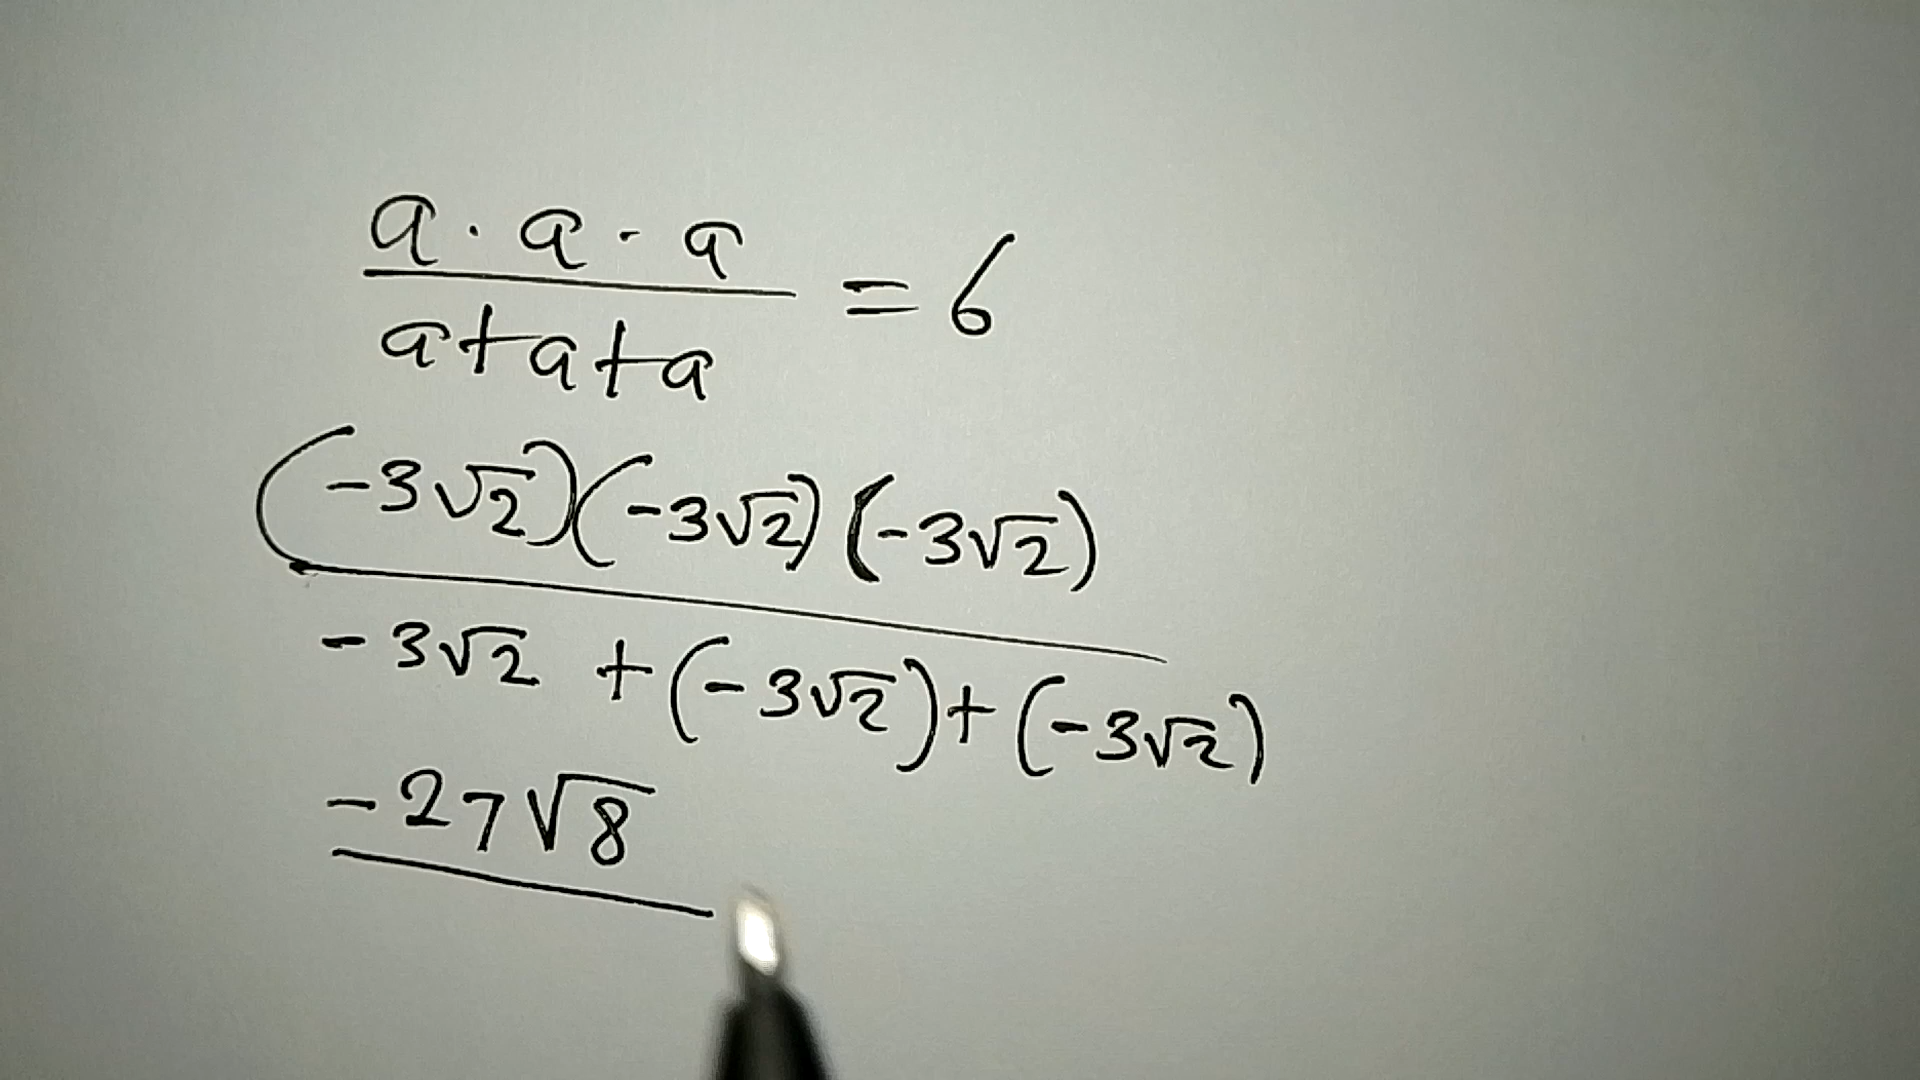 a · a · a
= 6
a+a+a
(-3√2)(-3√2)(-3√2)
-3√2 + (-3√2)+(-3√2)
-27√8